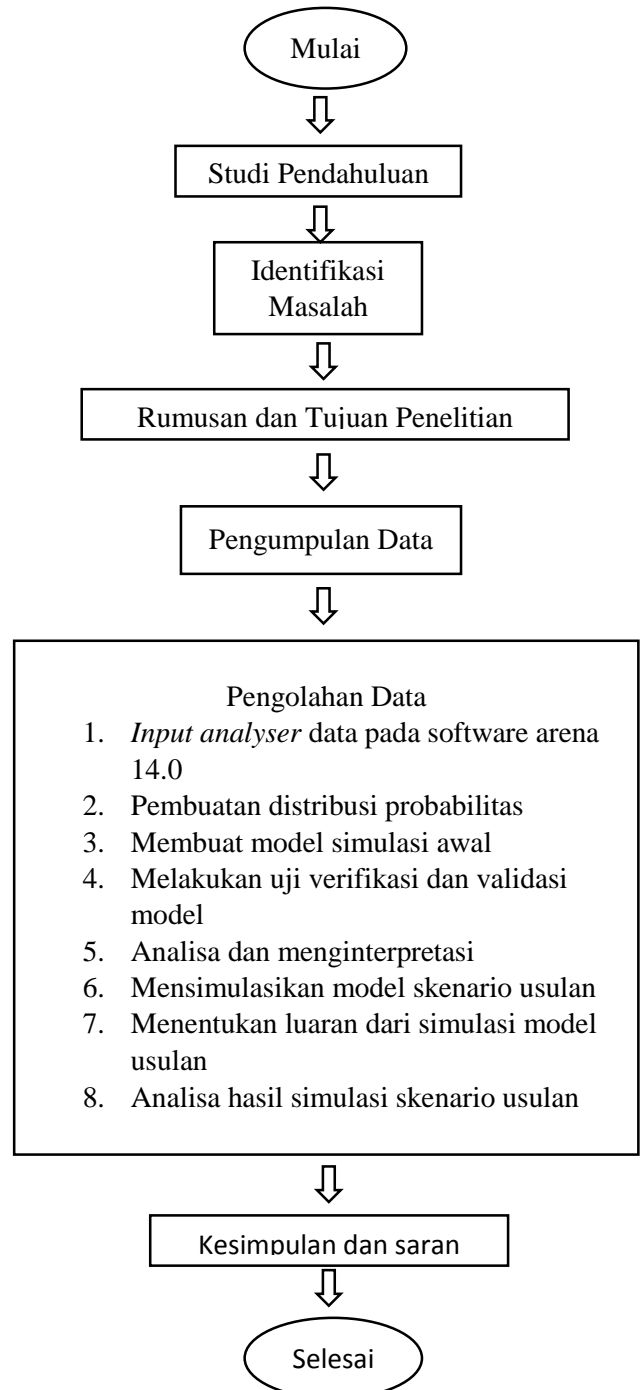 Mulai
Studi Pendahuluan
Identifikasi
Masalah
Rumusan dan Tujuan Penelitian
Pengumpulan Data
Pengolahan Data
1. Input analyser data pada software arena
14.0
2. Pembuatan distribusi probabilitas
3. Membuat model simulasi awal
4. Melakukan uji verifikasi dan validasi
model
5. Analisa dan menginterpretasi
6. Mensimulasikan model skenario usulan
7. Menentukan luaran dari simulasi model
usulan
8. Analisa hasil simulasi skenario usulan
Kesimpulan dan saran
Selesai